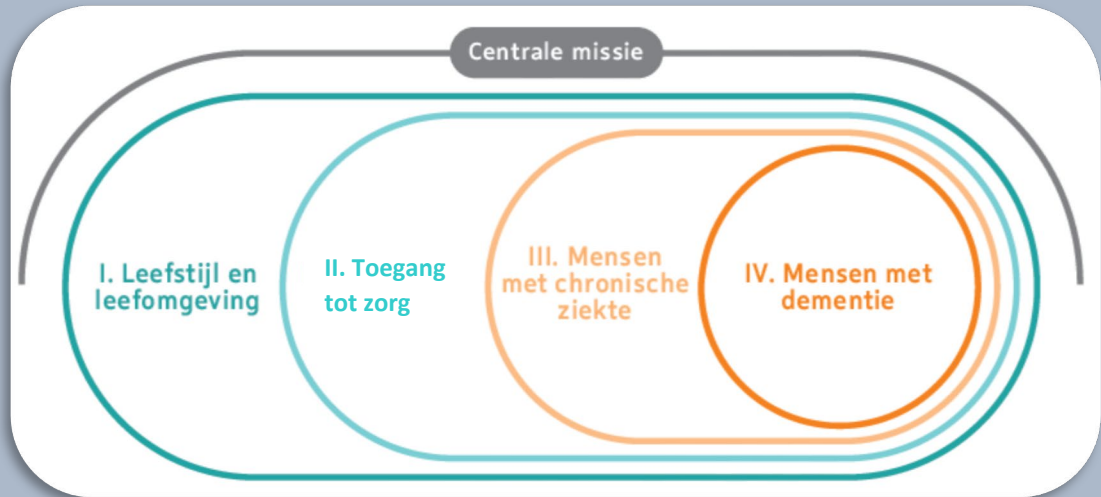 Centrale missie
I. Leefstijl en
leefomgeving
II. Toegang
tot zorg
III. Mensen
met chronische
ziekte
IV. Mensen met
dementie